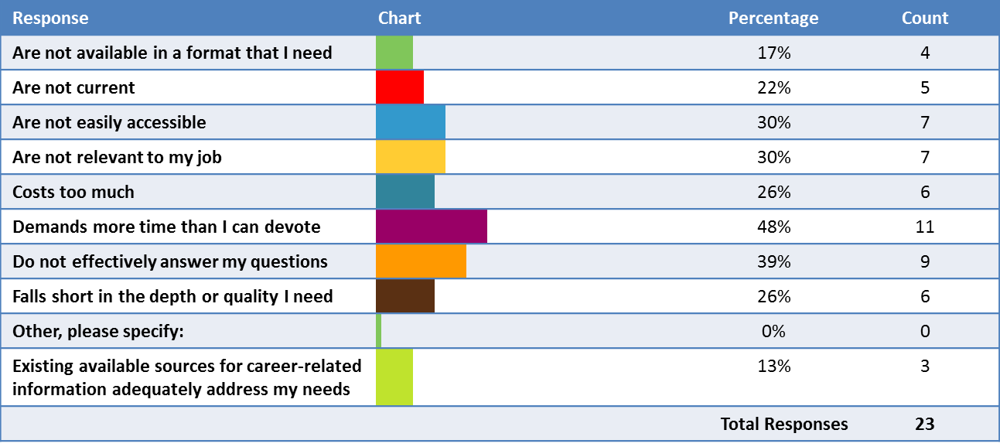 Response Chart Percentage Count
Are not available in a format that I need 17% 4
Are not current 22% 5
Are not easily accessible 30% 7
Are not relevant to my job 30% 7
Costs too much 26% 6
Demands more time than I can devote 48% 11
Do not effectively answer my questions 39% 9
Falls short in the depth or quality I need 26% 6
Other, please specify: 0% 0
Existing available sources for career-related 13% 3
information adequately address my needs
Total Responses 23